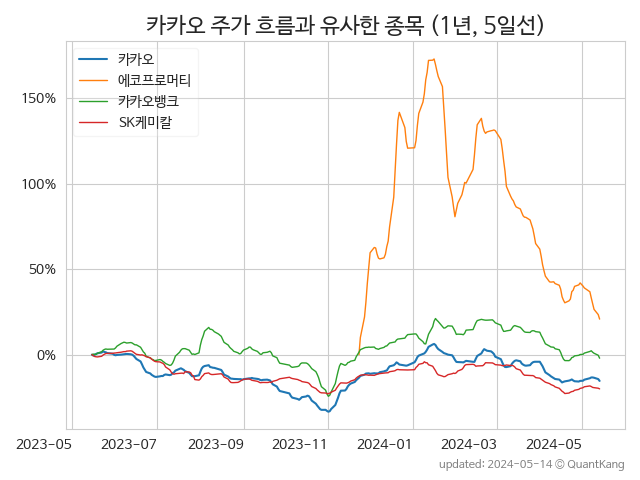 카카오 주가 흐름과 유사한 종목 (1년, 5일선)
카카오
에코프로머티
카카오뱅크
SK케미칼
150%
100%
50%
0%
2023-05 2023-07 2023-09 2023-11 2024-01 2024-03 2024-05
updated: 2024-05-14 © QuantKang